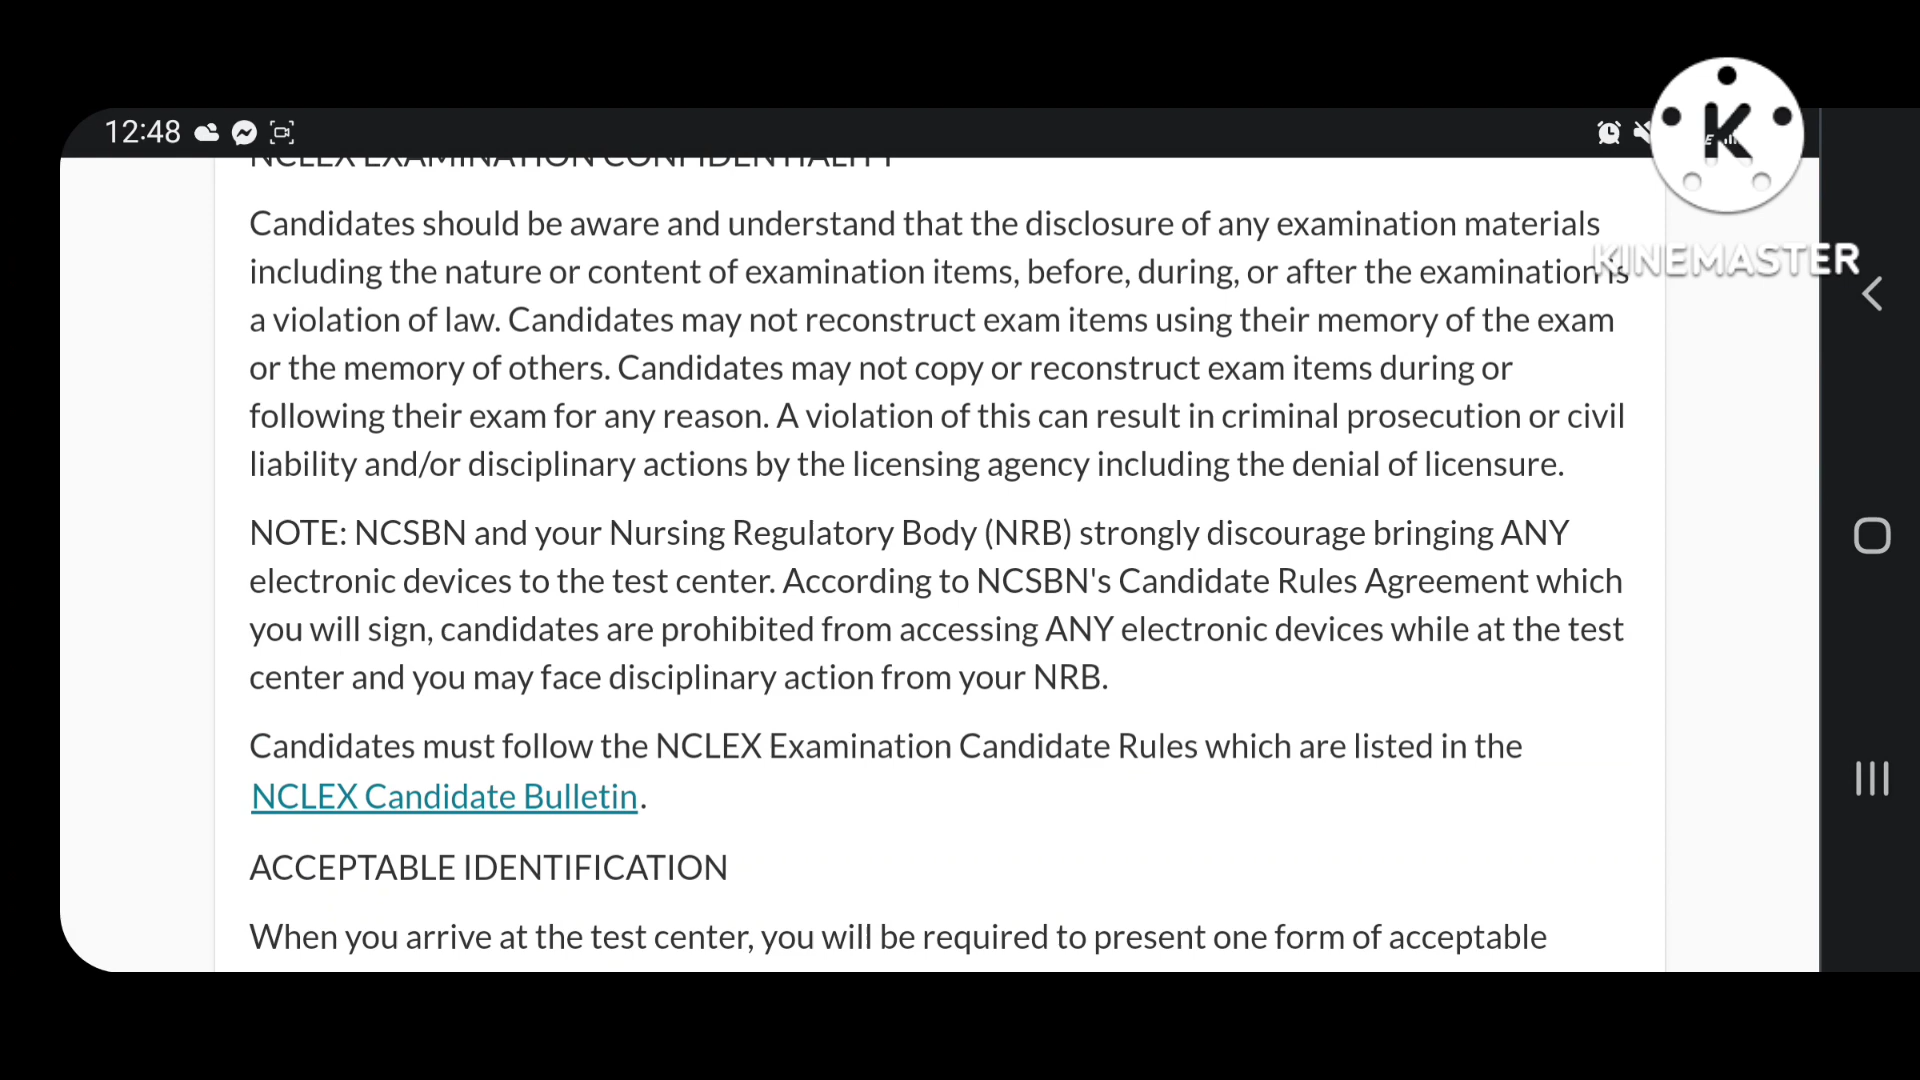 12:48
NCLEX EXAMINATION CONFIDENTIALITY
Candidates should be aware and understand that the disclosure of any examination materials
including the nature or content of examination items, before, during, or after the examination is
a violation of law. Candidates may not reconstruct exam items using their memory of the exam
or the memory of others. Candidates may not copy or reconstruct exam items during or
following their exam for any reason. A violation of this can result in criminal prosecution or civil
liability and/or disciplinary actions by the licensing agency including the denial of licensure.
NOTE: NCSBN and your Nursing Regulatory Body (NRB) strongly discourage bringing ANY
electronic devices to the test center. According to NCSBN's Candidate Rules Agreement which
you will sign, candidates are prohibited from accessing ANY electronic devices while at the test
center and you may face disciplinary action from your NRB.
Candidates must follow the NCLEX Examination Candidate Rules which are listed in the
NCLEX Candidate Bulletin.
ACCEPTABLE IDENTIFICATION
When you arrive at the test center, you will be required to present one form of acceptable
K
KINEMASTER